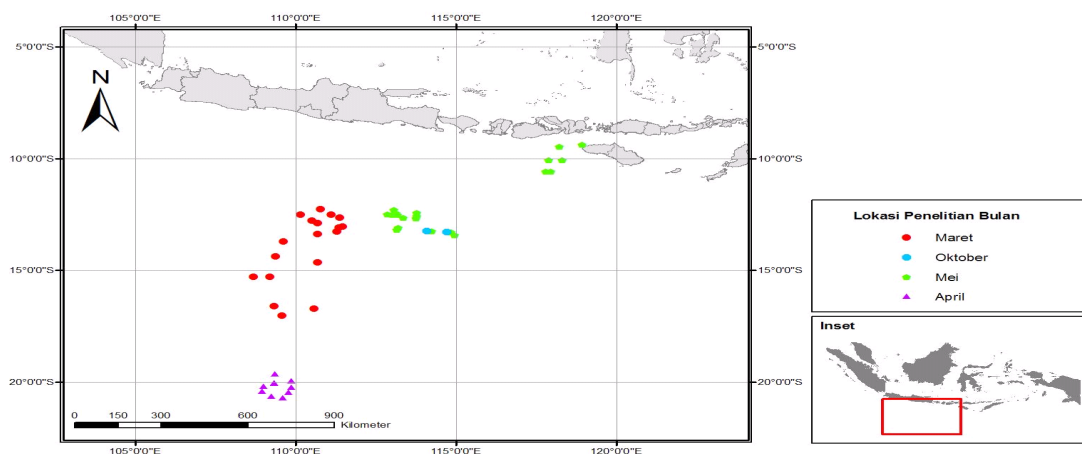 105°0'0"S 110°0'0"S 115°0'0"S 120°0'0"S
5°0'0"S 5°0'0"S
N
10°0'0"S 10°0'0"S
15°0'0"S 15°0'0"S
20°0'0"S 20°0'0"S
0 150 300 600 900
Kilometer
105°0'0"S 110°0'0"S 115°0'0"S 120°0'0"S
Lokasi Penelitian Bulan
Maret
Oktober
Mei
April
Inset